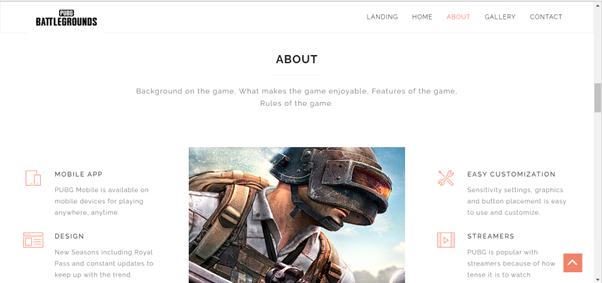 PUBG
BATTLEGROUNDS
LANDING HOME ABOUT GALLERY CONTACT
ABOUT
Background on the game, What makes the game enjoyable, Features of the game,
Rules of the game.
MOBILE APP
PUBG Mobile is available on
mobile devices for playing
anywhere, anytime.
DESIGN
New Seasons including Royal
Pass and constant updates to
keep up with the trend.
EASY CUSTOMIZATION
Sensitivity settings, graphics
and button placement is easy
to use and customize.
STREAMERS
PUBG is popular with
streamers because of how
tense it is to watch